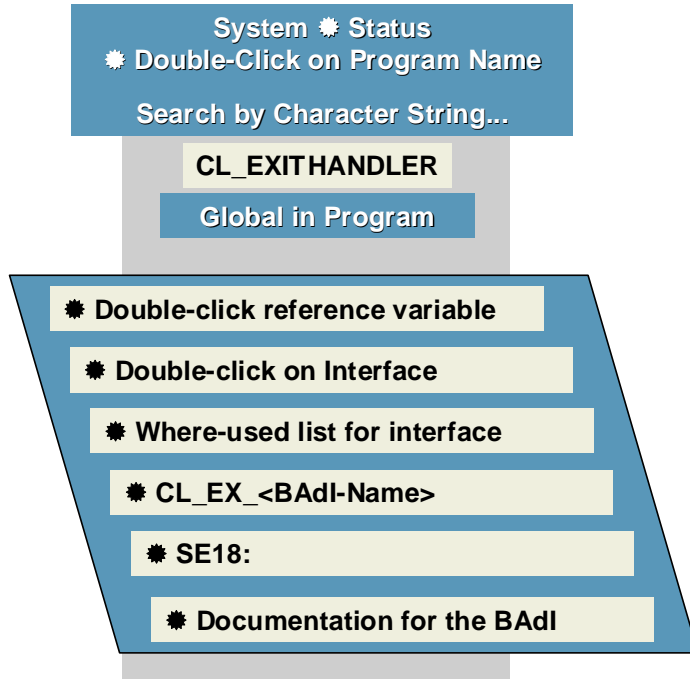 System ✹ Status
✹ Double-Click on Program Name
Search by Character String...
CL_EXITHANDLER
Global in Program
✹ Double-click reference variable
✹ Double-click on Interface
✹ Where-used list for interface
✹ CL_EX_<BAdI-Name>
✹ SE18:
✹ Documentation for the BAdI